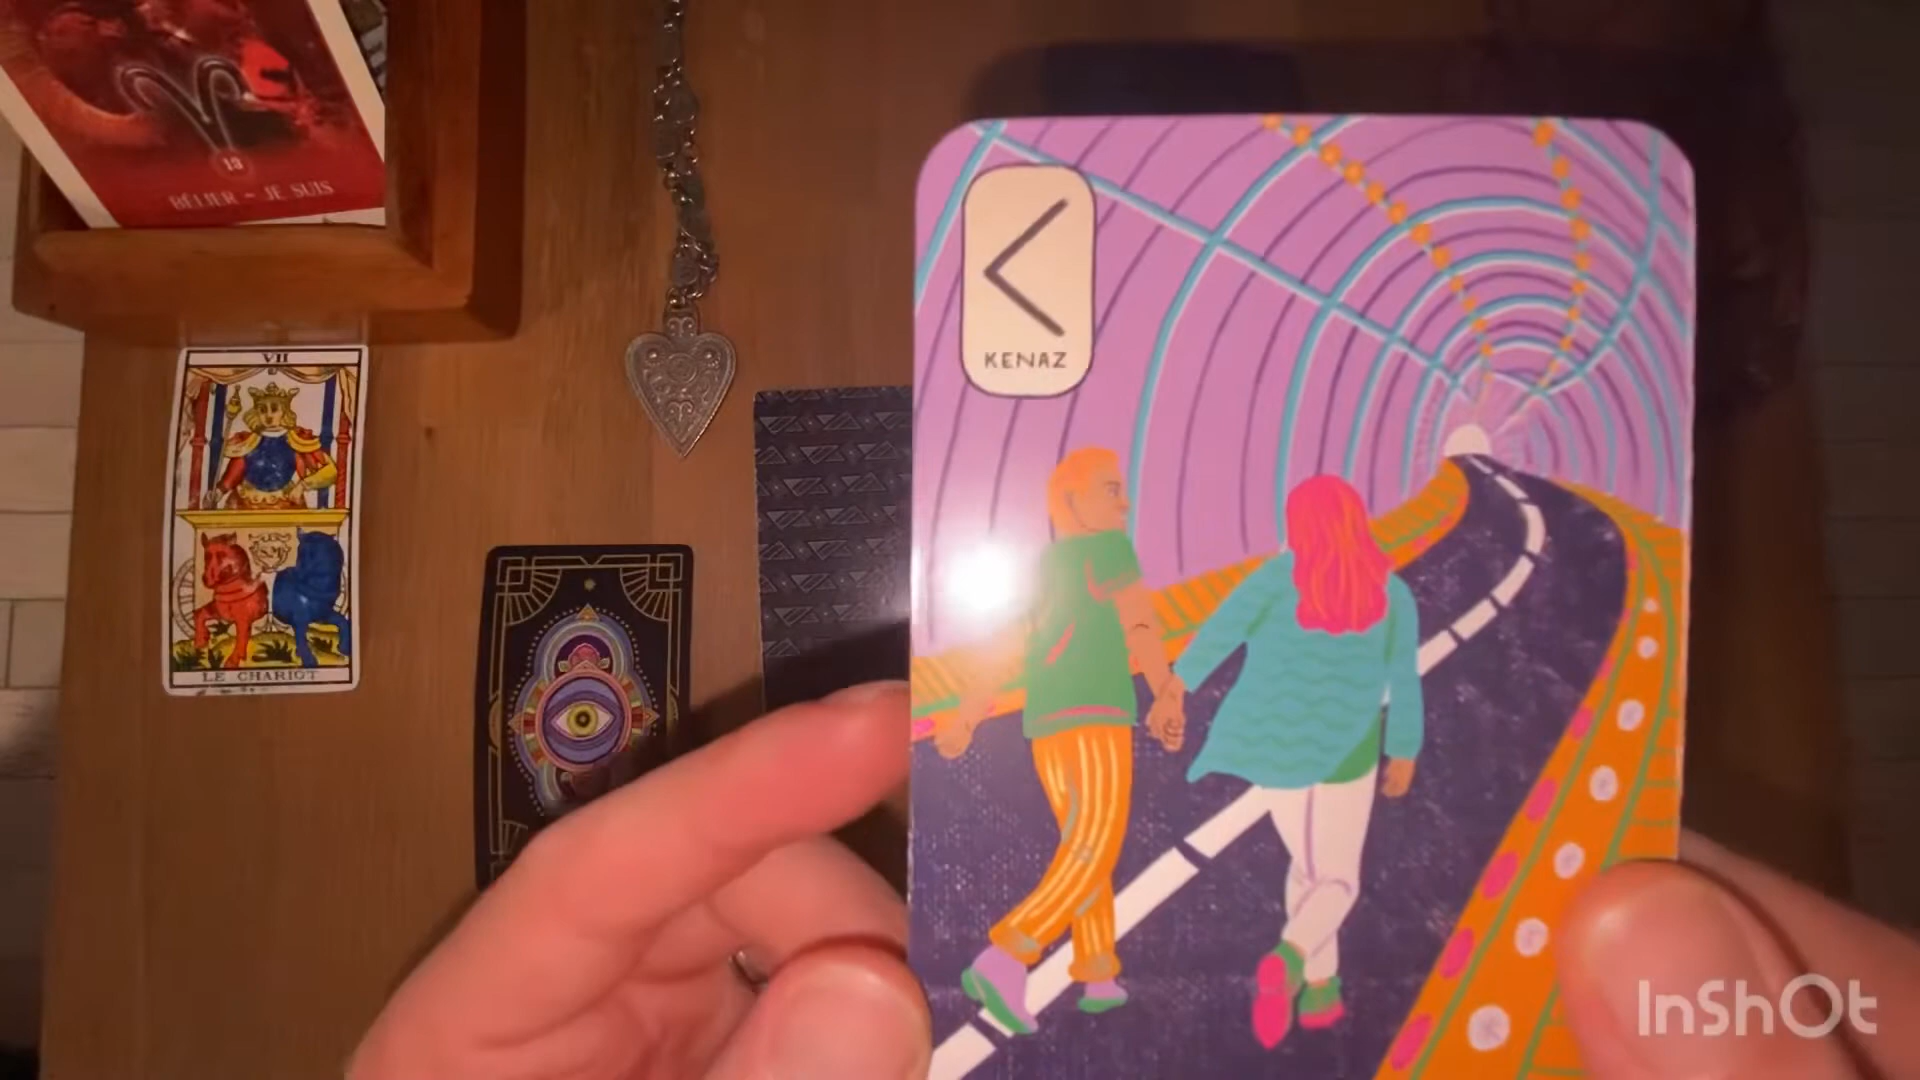 13
BÉLIER - JE SUIS
VII
LE CHARIOT
KENAZ
InShOt